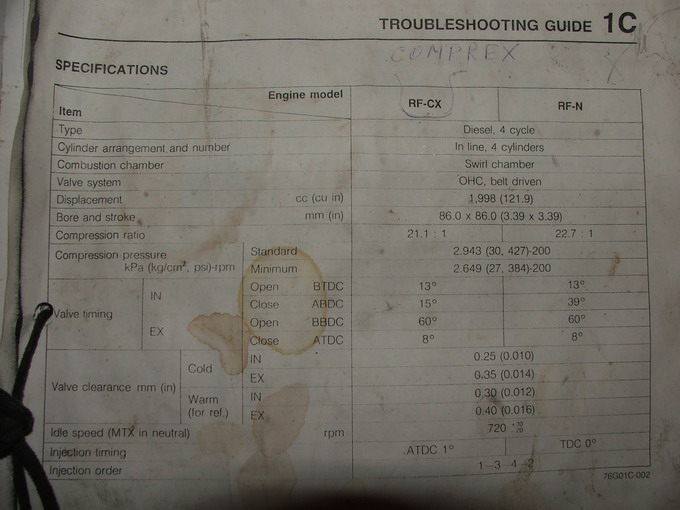 TROUBLESHOOTING GUIDE 1C
COMPREX
SPECIFICATIONS
Engine model
Item
RF-CX RF-N
Type Diesel, 4 cycle
Cylinder arrangement and number In line, 4 cylinders
Combustion chamber Swirl chamber
Valve system OHC, belt driven
Displacement cc (cu in) 1,998 (121.9)
Bore and stroke mm (in) 86.0 x 86.0 (3.39 x 3.39)
Compression ratio 21.1 : 1 22.7 : 1
Compression pressure kPa (kg/cm², psi)-rpm Standard 2.943 (30, 427)-200
Minimum 2.649 (27, 384)-200
Valve timing IN Open BTDC 13° 13°
Close ABDC 15° 39°
EX Open BBDC 60° 60°
Close ATDC 8° 8°
Valve clearance mm (in) Cold IN 0.25 (0.010)
EX 0.35 (0.014)
Warm (for ref.) IN 0.30 (0.012)
EX 0.40 (0.016)
Idle speed (MTX in neutral) rpm 720
Injection timing ATDC 1° TDC 0°
Injection order 1–3–4–2
76G01C-002